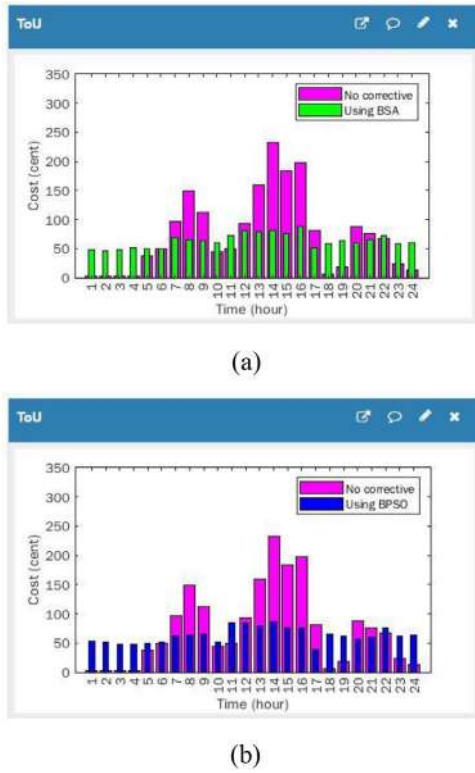 ToU
350
300
250
200
150
100
50
0
Cost (cent)
No corrective
Using BSA
1 2 3 4 5 6 7 8 9 10 11 12 13 14 15 16 17 18 19 20 21 22 23 24
Time (hour)
(a)
ToU
350
300
250
200
150
100
50
0
Cost (cent)
No corrective
Using BPSO
1 2 3 4 5 6 7 8 9 10 11 12 13 14 15 16 17 18 19 20 21 22 23 24
Time (hour)
(b)